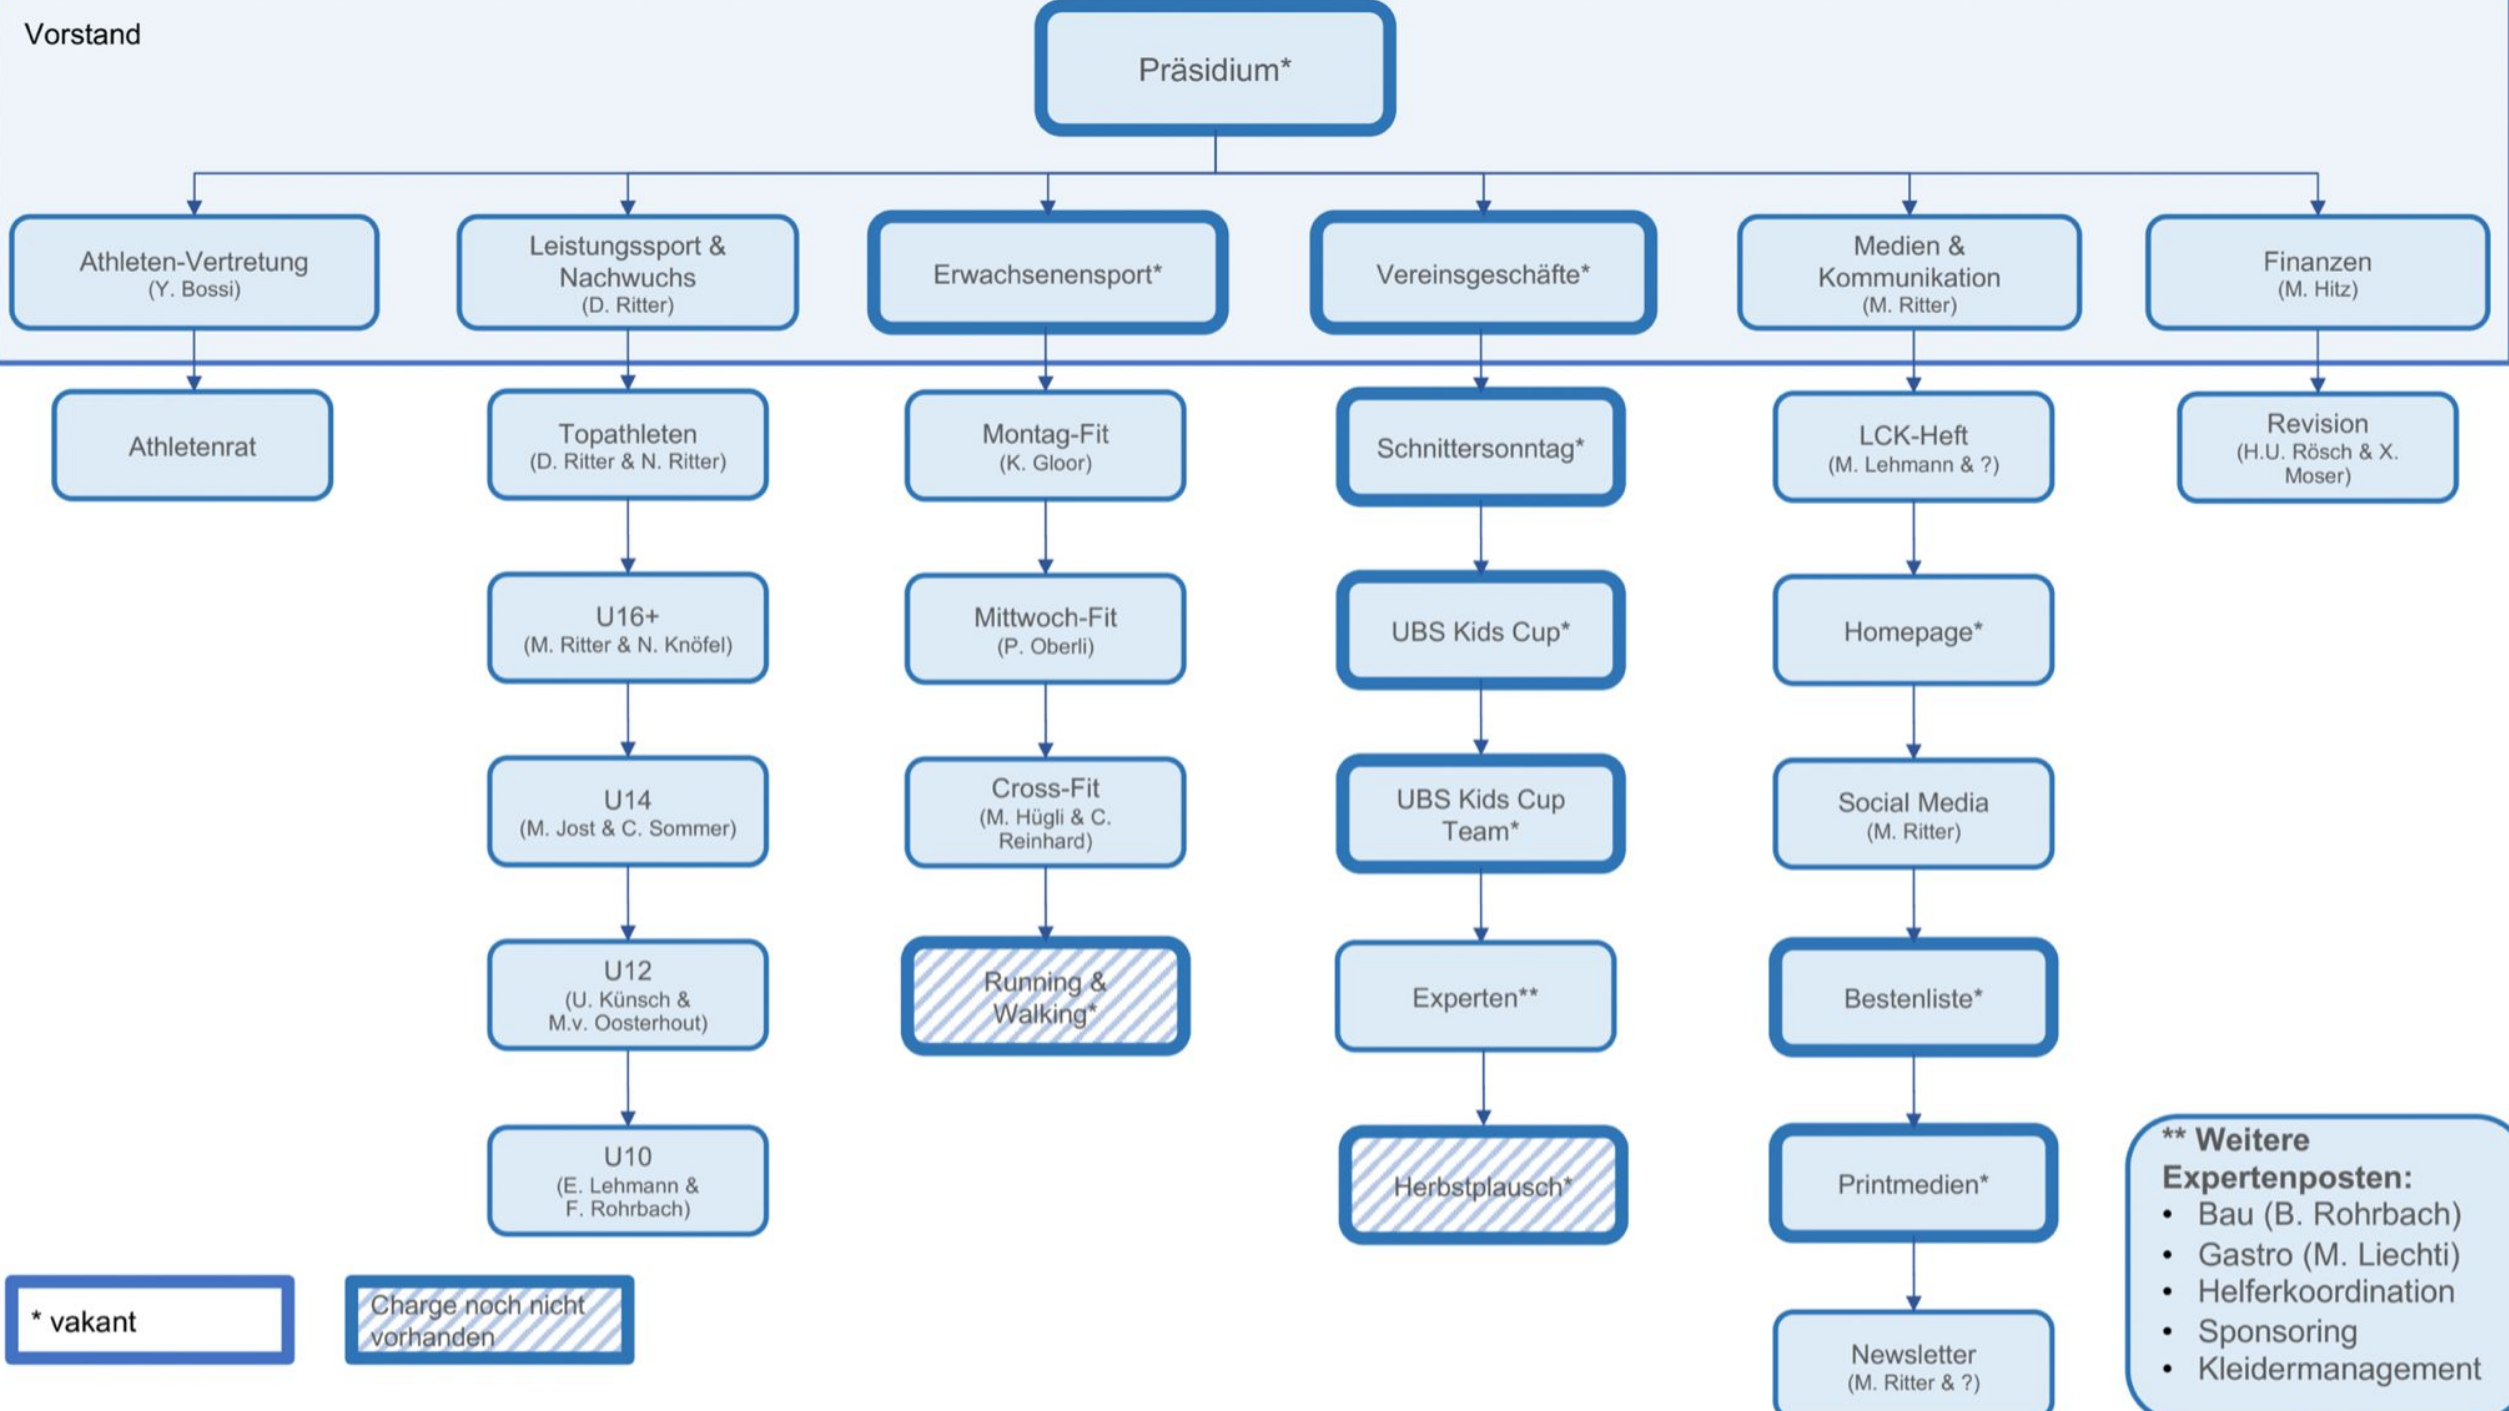 Vorstand
Präsidium*
Athleten-Vertretung
(Y. Bossi)
Leistungssport &
Nachwuchs
(D. Ritter)
Erwachsenensport*
Vereinsgeschäfte*
Medien &
Kommunikation
(M. Ritter)
Finanzen
(M. Hitz)
Athletenrat
Topathleten
(D. Ritter & N. Ritter)
Montag-Fit
(K. Gloor)
Schnittersonntag*
LCK-Heft
(M. Lehmann & ?)
Revision
(H.U. Rösch & X.
Moser)
U16+
(M. Ritter & N. Knöfel)
Mittwoch-Fit
(P. Oberli)
UBS Kids Cup*
Homepage*
U14
(M. Jost & C. Sommer)
Cross-Fit
(M. Hügli & C.
Reinhard)
UBS Kids Cup
Team*
Social Media
(M. Ritter)
U12
(U. Künsch &
M.v. Oosterhout)
Running &
Walking*
Experten**
Bestenliste*
U10
(E. Lehmann &
F. Rohrbach)
Herbstplausch*
Printmedien*
Newsletter
(M. Ritter & ?)
** Weitere
Expertenposten:
• Bau (B. Rohrbach)
• Gastro (M. Liechti)
• Helferkoordination
• Sponsoring
• Kleidermanagement
* vakant
Charge noch nicht
vorhanden